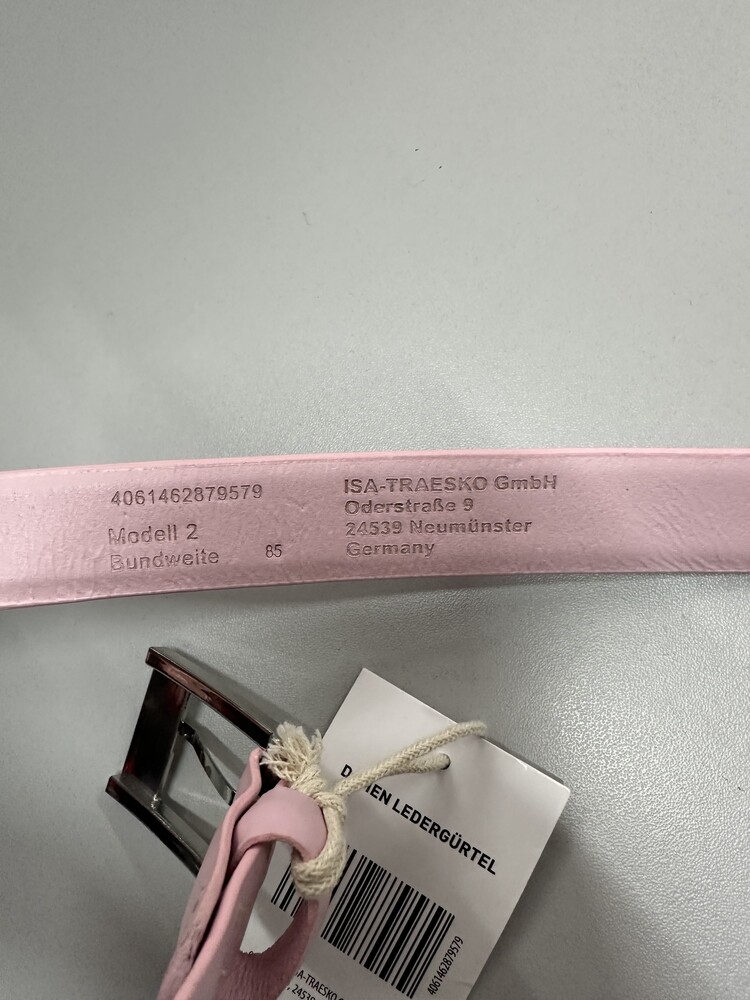 4061462879579
Modell 2
Bundweite 85
ISA-TRAESKO GmbH
Oderstraße 9
24539 Neumünster
Germany
LEDERGÜRTEL
4061462879579